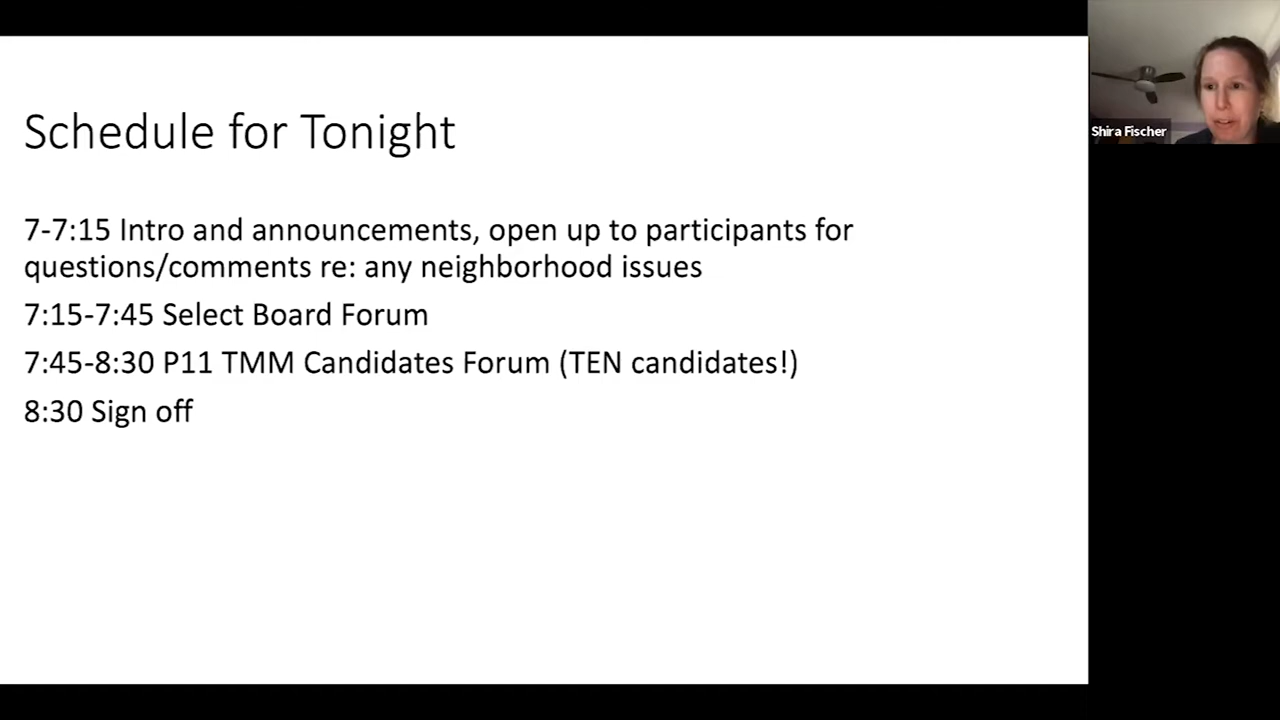 Schedule for Tonight
7-7:15 Intro and announcements, open up to participants for
questions/comments re: any neighborhood issues
7:15-7:45 Select Board Forum
7:45-8:30 P11 TMM Candidates Forum (TEN candidates!)
8:30 Sign off
Shira Fischer